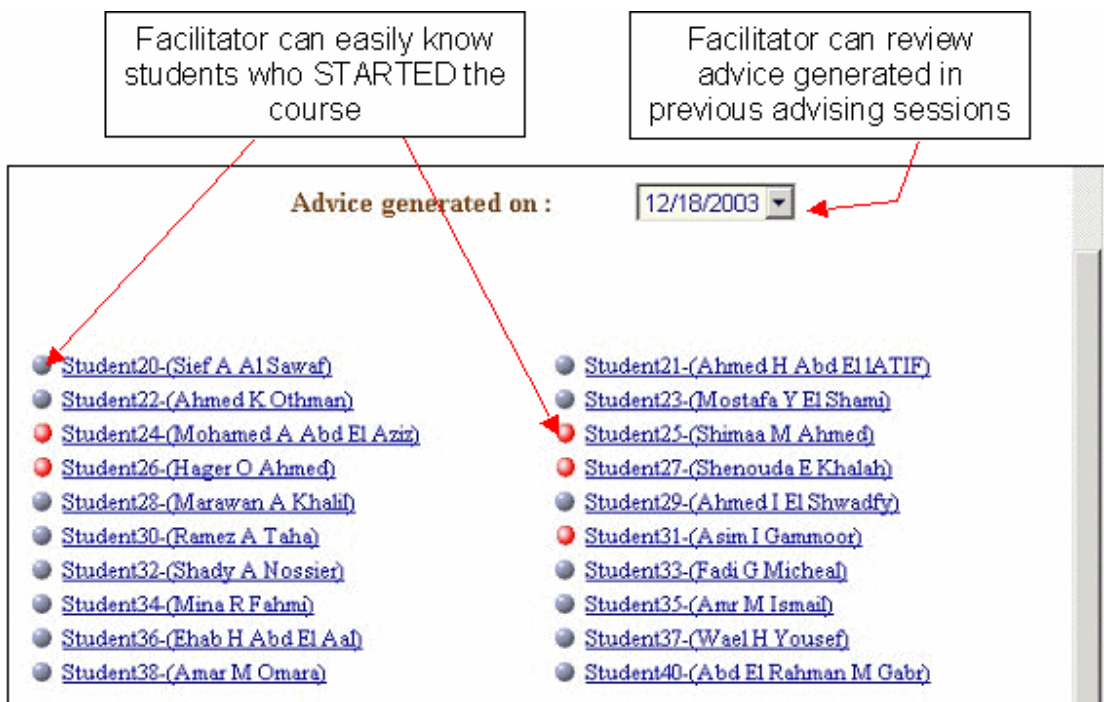 Facilitator can easily know
students who STARTED the
course
Facilitator can review
advice generated in
previous advising sessions
Advice generated on :
12/18/2003
Student20-(Sief A Al Sawaf)
Student21-(Ahmed H Abd El lATIF)
Student22-(Ahmed K Othman)
Student23-(Mostafa Y El Shami)
Student24-(Mohamed A Abd El Aziz)
Student25-(Shimaa M Ahmed)
Student26-(Hager O Ahmed)
Student27-(Shenouda E Khalah)
Student28-(Marawan A Khalil)
Student29-(Ahmed I El Shwadfy)
Student30-(Ramez A Taha)
Student31-(Asim I Gammoor)
Student32-(Shady A Nossier)
Student33-(Fadi G Micheal)
Student34-(Mina R Fahmi)
Student35-(Amr M Ismail)
Student36-(Ehab H Abd El Aal)
Student37-(Wael H Yousef)
Student38-(Amar M Omara)
Student40-(Abd El Rahman M Gabr)